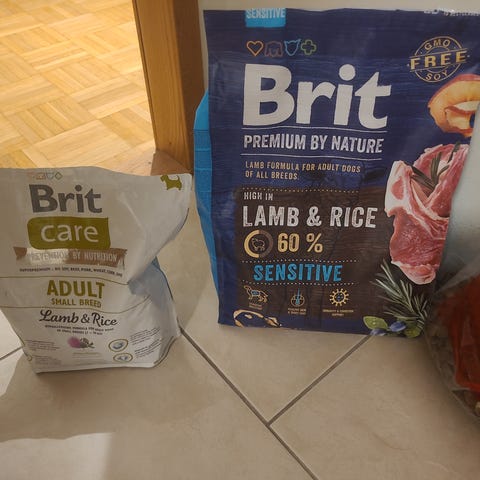 Brit
care
PREVENTION BY NUTRITION
ADULT
SMALL BREED
Lamb & Rice
SENSITIVE
GMO
FREE
SOY
Brit
PREMIUM BY NATURE
LAMB FORMULA FOR ADULT DOGS
OF ALL BREEDS.
HIGH IN
LAMB & RICE
60 %
SENSITIVE